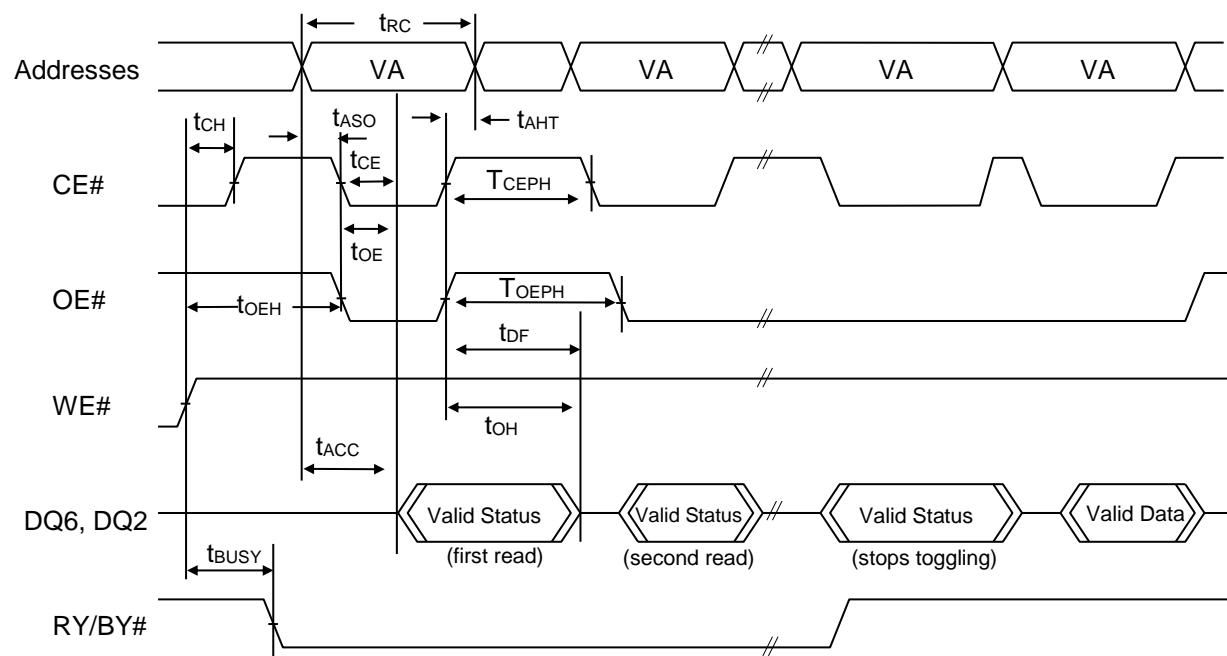 tRC
Addresses VA VA VA VA
tCH tASO tAHT
tCE
CE# TCEPH
tOE
OE# tOEH TOEPH
tDF
WE#
tOH
tACC
DQ6, DQ2 Valid Status Valid Status Valid Status Valid Data
(first read) (second read) (stops toggling)
tBUSY
RY/BY#